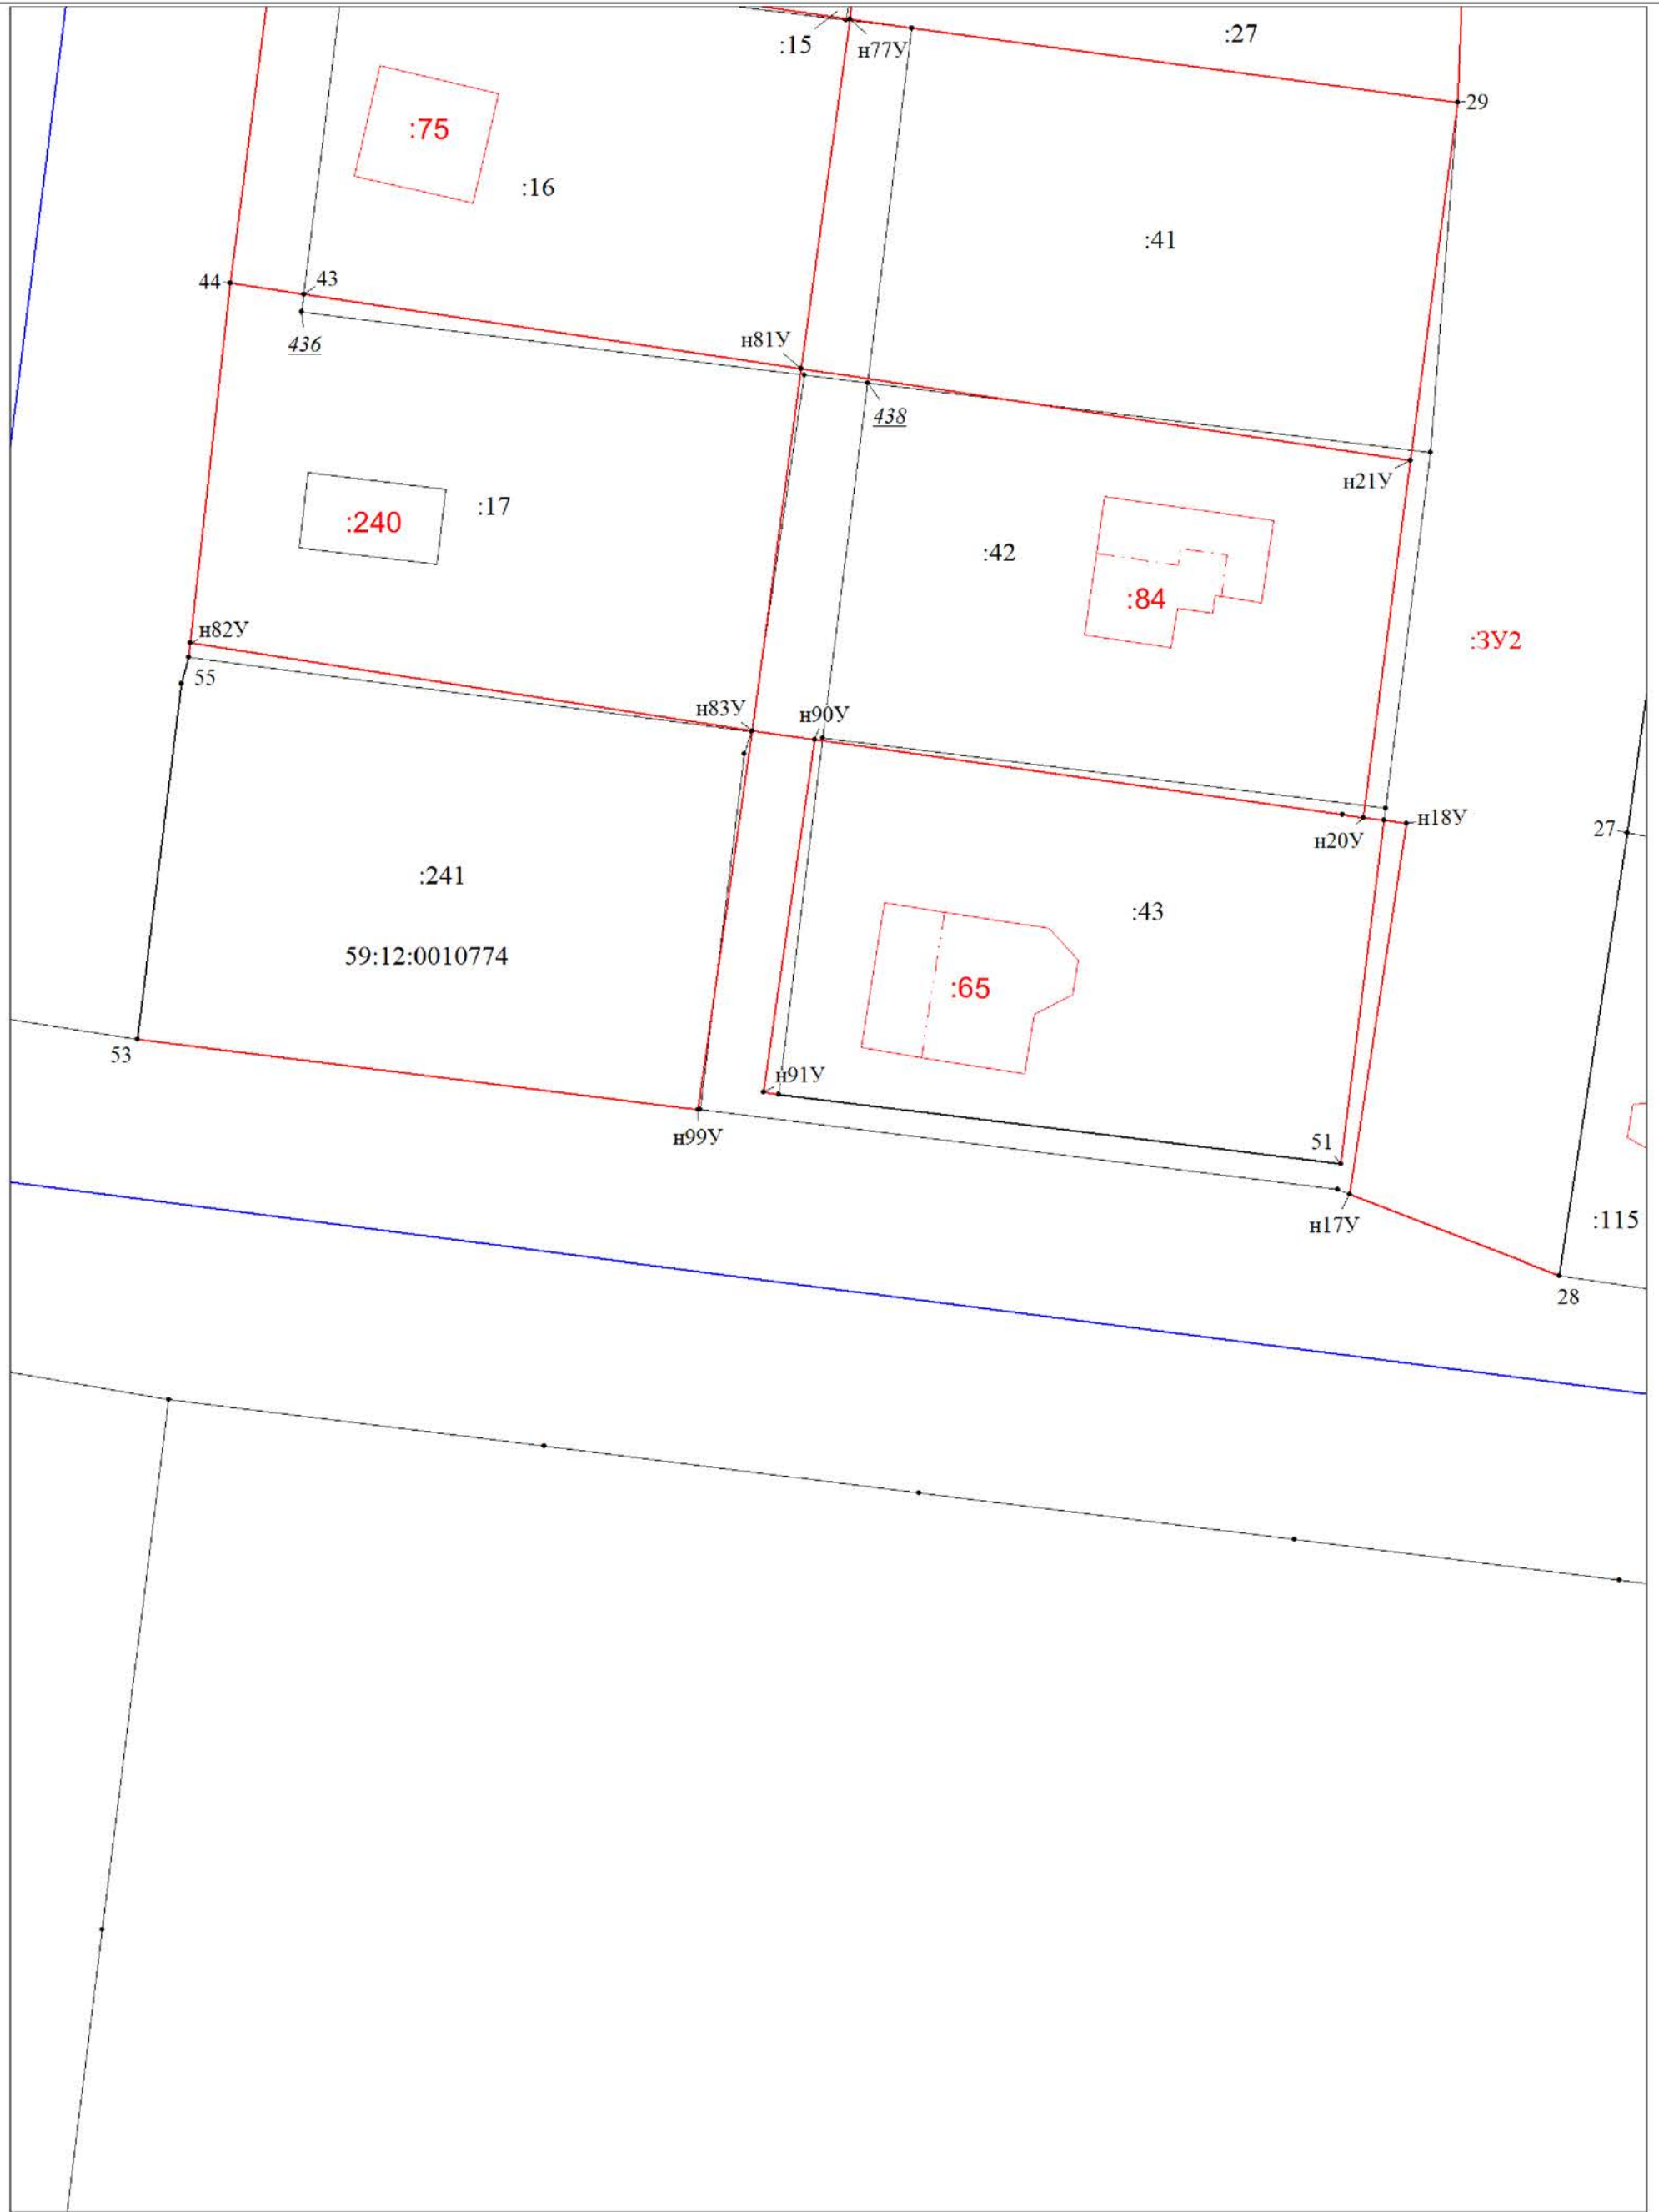 :27
:15
н77У
29
:75
:16
:41
44
43
436
н81У
438
н21У
:17
:240
:42
:84
н82У
:ЗУ2
55
н83У
н90У
н18У
н20У
27
:241
:43
59:12:0010774
:65
53
н91У
н99У
51
н17У
:115
28